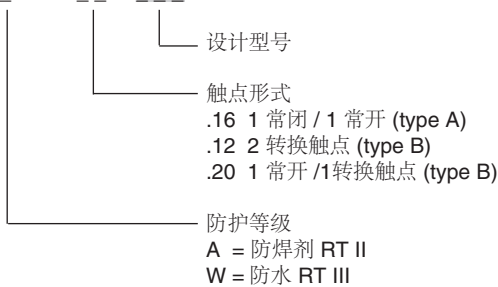 设计型号
触点形式
.16 1 常闭 / 1 常开 (type A)
.12 2 转换触点 (type B)
.20 1 常开 /1转换触点 (type B)
防护等级
A = 防焊剂 RT II
W = 防水 RT III